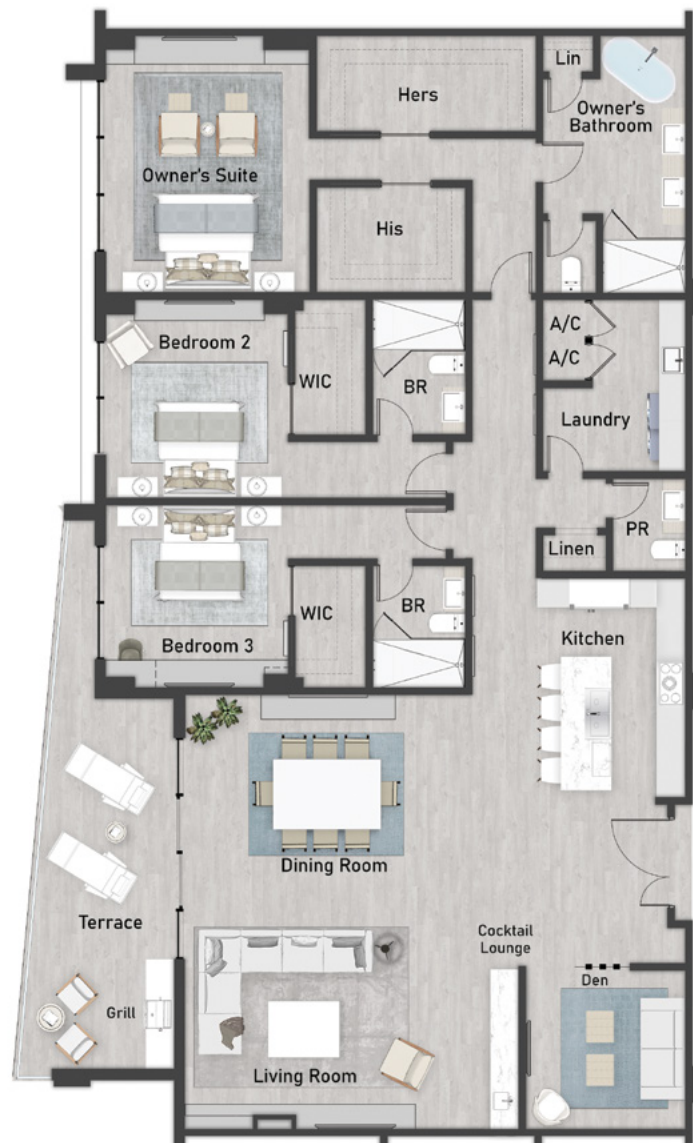 Lin
Hers
Owner's
Bathroom
Owner's Suite
His
A/C
Bedroom 2
A/C
WIC
BR
Laundry
PR
Linen
BR
WIC
Kitchen
Bedroom 3
Dining Room
Terrace
Cocktail
Lounge
Den
Grill
Living Room